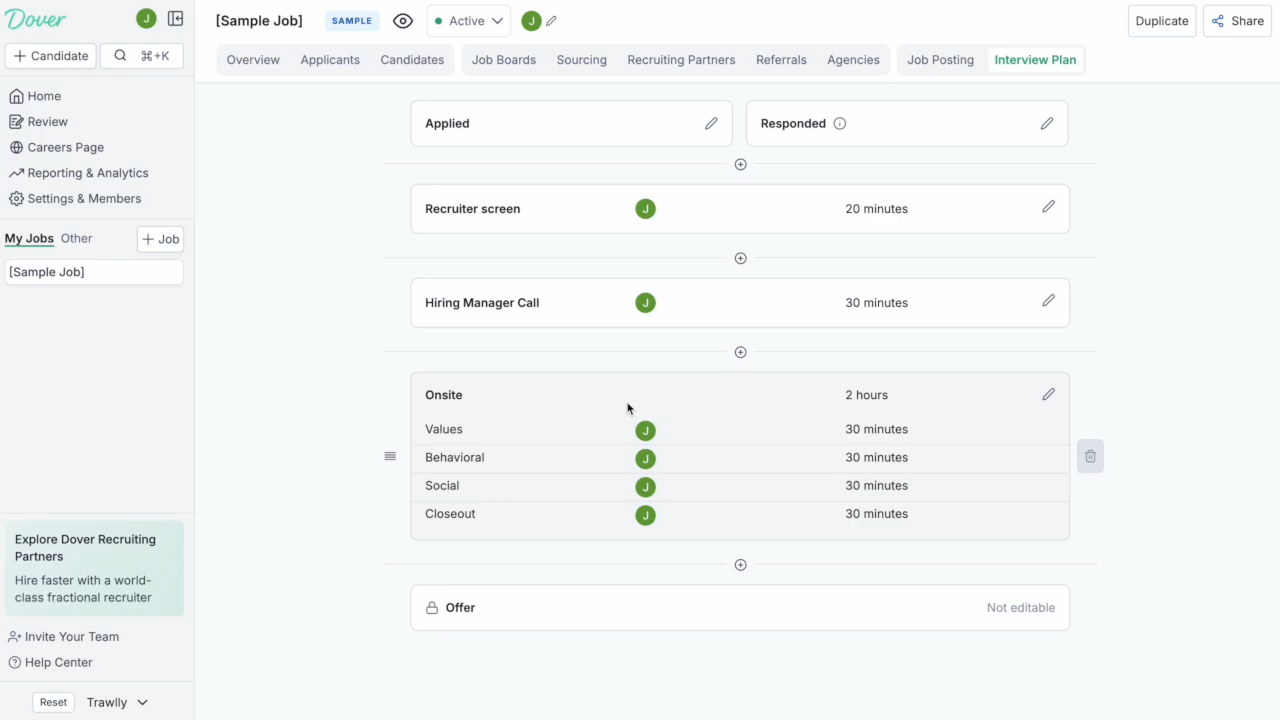 Dover
J
[Sample Job]
SAMPLE
Active
J
Duplicate
Share
Candidate
⌘+K
Overview
Applicants
Candidates
Job Boards
Sourcing
Recruiting Partners
Referrals
Agencies
Job Posting
Interview Plan
Home
Review
Careers Page
Reporting & Analytics
Settings & Members
My Jobs
Other
Job
[Sample Job]
Applied
Responded
Recruiter screen
J
20 minutes
Hiring Manager Call
J
30 minutes
Onsite
2 hours
Values
J
30 minutes
Behavioral
J
30 minutes
Social
J
30 minutes
Closeout
J
30 minutes
Offer
Not editable
Explore Dover Recruiting
Partners
Hire faster with a world-
class fractional recruiter
Invite Your Team
Help Center
Reset
Trawlly